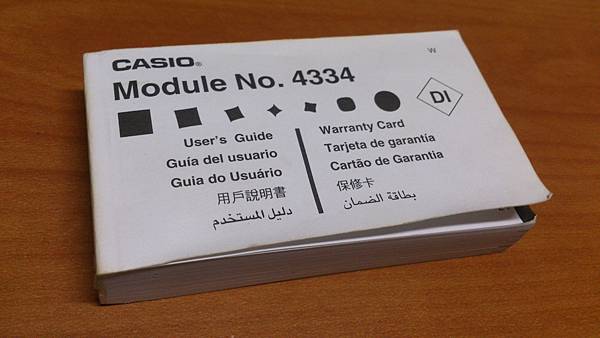 W
CASIO®
Module No. 4334
DI
User's Guide
Guía del usuario
Guia do Usuário
用戶說明書
دليل المستخدم
Warranty Card
Tarjeta de garantía
Cartão de Garantia
保修卡
بطاقة الضمان